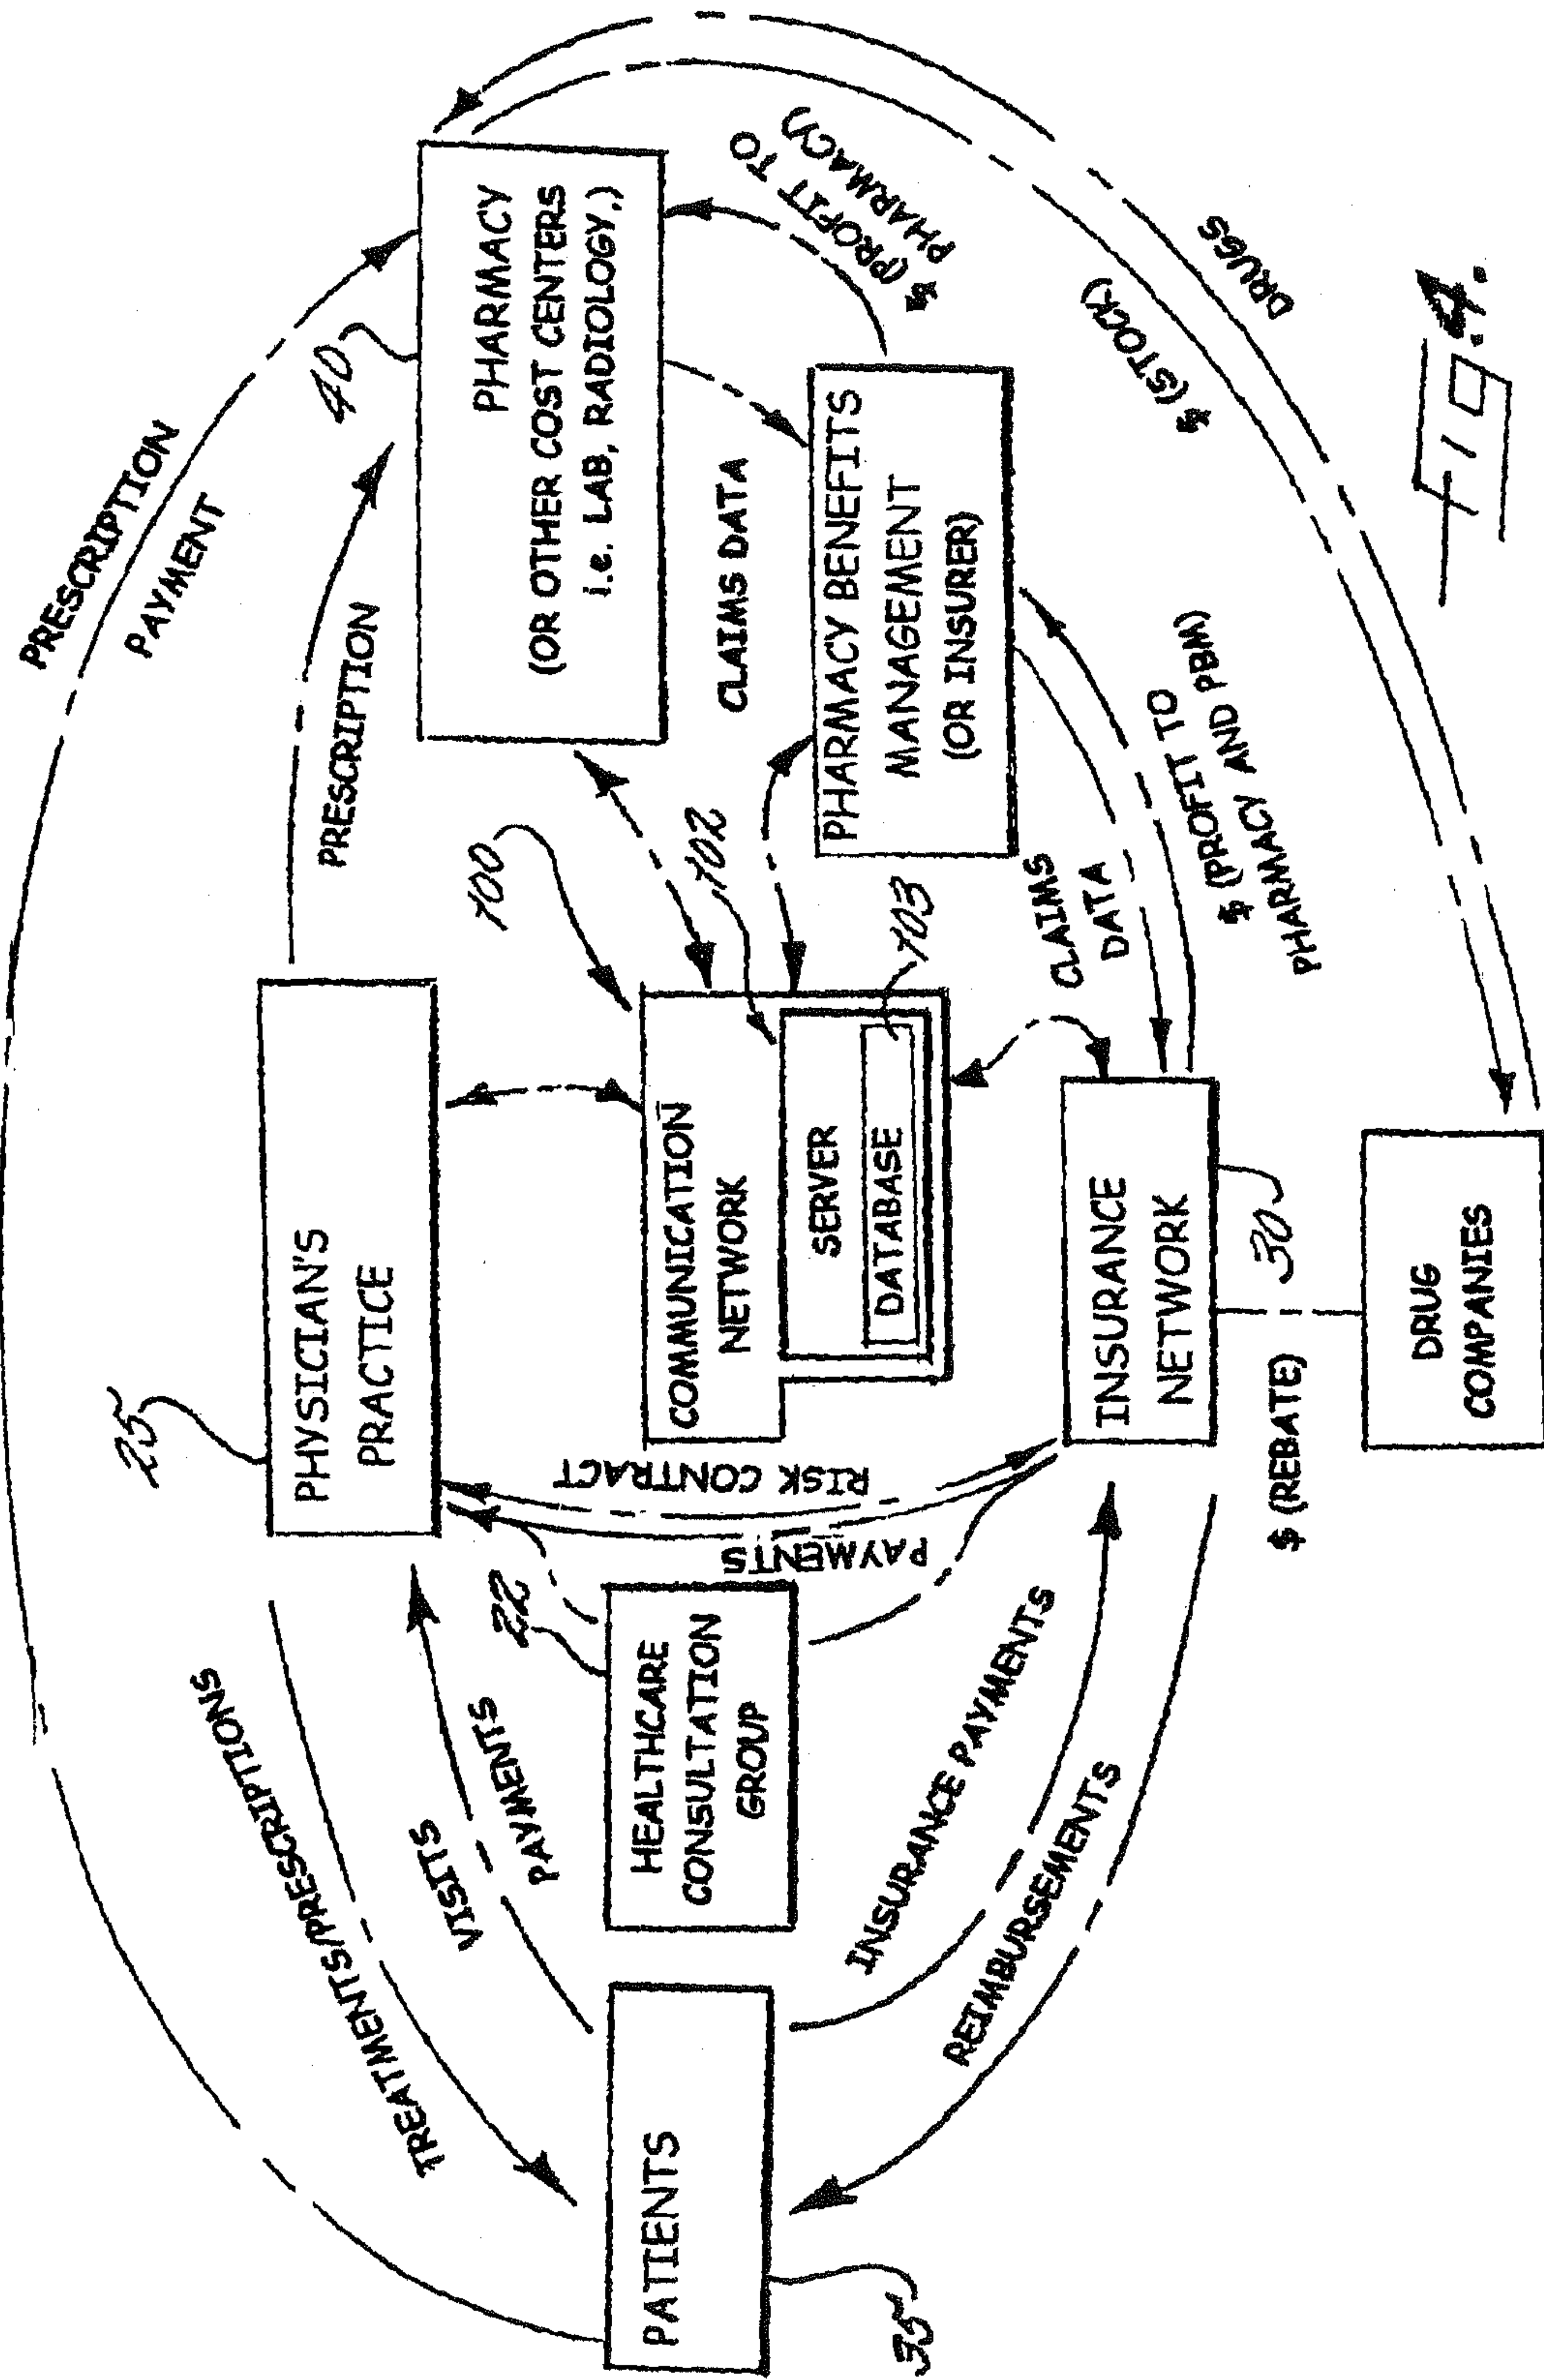 PRESCRIPTION
PAYMENT
25
PHYSICIAN'S
PRACTICE
PRESCRIPTION
40
PHARMACY
(OR OTHER COST CENTERS
i.e. LAB, RADIOLOGY,)
TREATMENTS/PRESCRIPTIONS
VISITS
PAYMENTS
22
HEALTHCARE
CONSULTATION
GROUP
RISK CONTRACT
PAYMENTS
100
COMMUNICATION
NETWORK
102
SERVER
103
DATABASE
CLAIMS DATA
$ (PROFIT TO
PHARMACY)
PHARMACY BENEFITS
MANAGEMENT
(OR INSURER)
PATIENTS
35
INSURANCE PAYMENTS
REIMBURSEMENTS
INSURANCE
NETWORK
30
CLAIMS
DATA
$ (PROFIT TO
PHARMACY AND PBM)
$ (STOCK)
DRUGS
$ (REBATE)
DRUG
COMPANIES
Fig. 4.